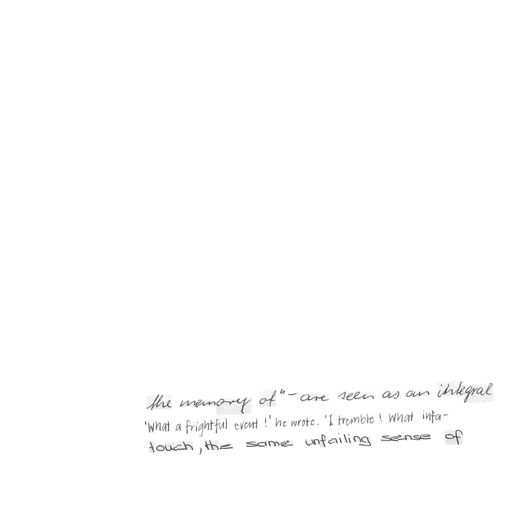 the memory of" - are seen as an integral
'What a frightful event!' he wrote. 'I tremble! What infa-
touch, the same unfailing sense of